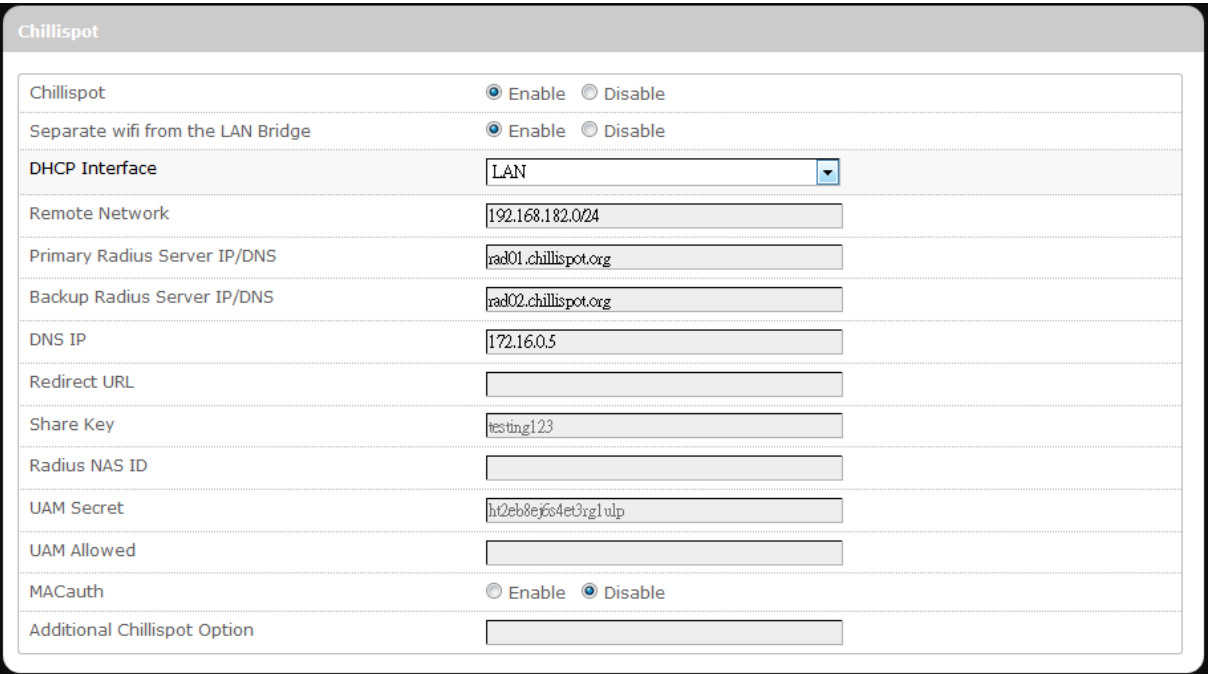 Chillispot
Chillispot Enable Disable
Separate wifi from the LAN Bridge Enable Disable
DHCP Interface LAN
Remote Network 192.168.182.0/24
Primary Radius Server IP/DNS rad01.chillispot.org
Backup Radius Server IP/DNS rad02.chillispot.org
DNS IP 172.16.0.5
Redirect URL
Share Key testing123
Radius NAS ID
UAM Secret ht2eb8ej6s4et3rg1ulp
UAM Allowed
MACauth Enable Disable
Additional Chillispot Option